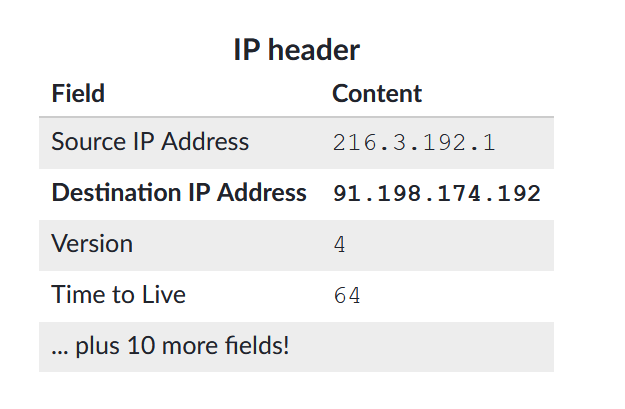 IP header
Field Content
Source IP Address 216.3.192.1
Destination IP Address 91.198.174.192
Version 4
Time to Live 64
... plus 10 more fields!